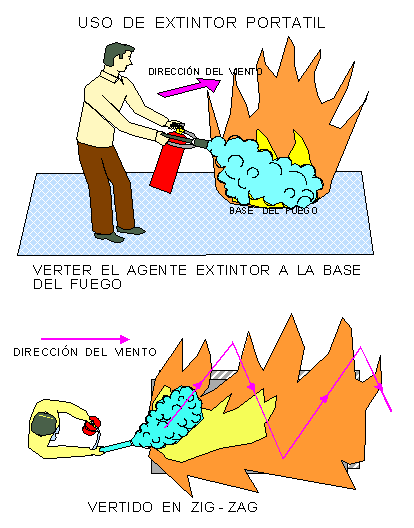 USO DE EXTINTOR PORTATIL
DIRECCIÓN DEL VIENTO
BASE DEL FUEGO
VERTER EL AGENTE EXTINTOR A LA BASE
DEL FUEGO
DIRECCIÓN DEL VIENTO
VERTIDO EN ZIG-ZAG